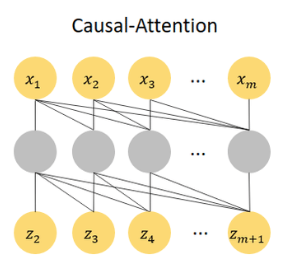 Causal-Attention
x₁ x₂ x₃ ... xₘ
...
z₂ z₃ z₄ ... zₘ₊₁